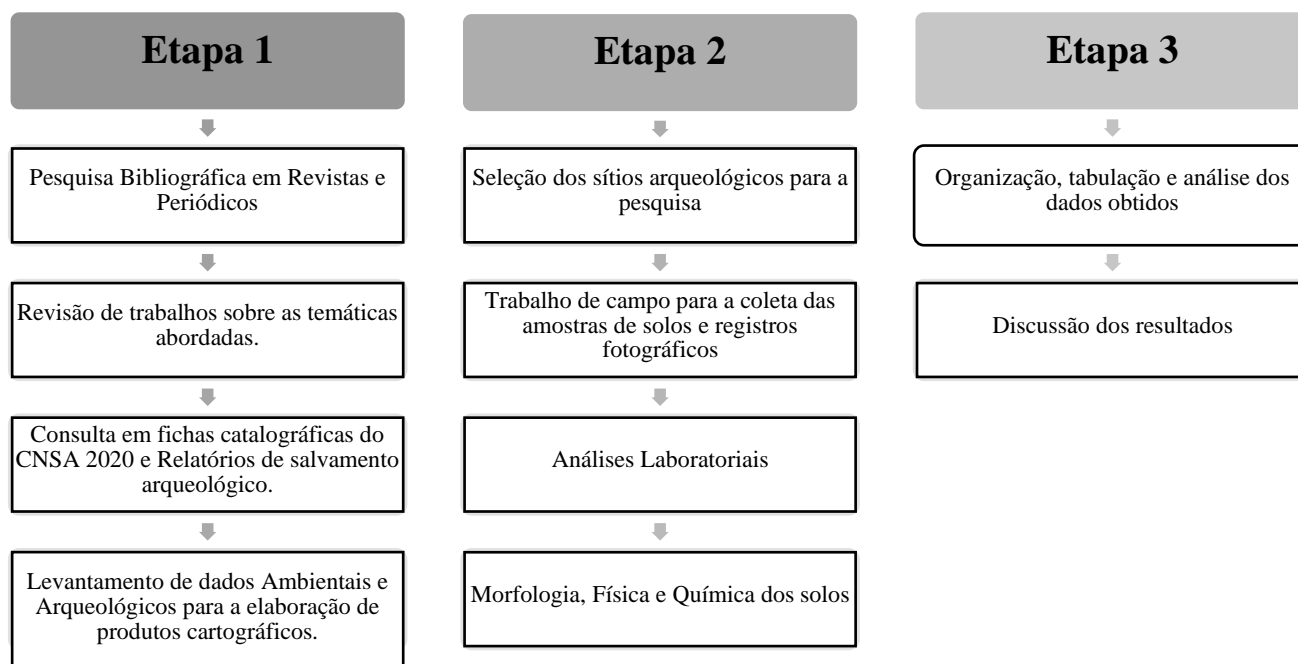 Etapa 1
Pesquisa Bibliográfica em Revistas e
Periódicos
Revisão de trabalhos sobre as temáticas
abordadas.
Consulta em fichas catalográficas do
CNSA 2020 e Relatórios de salvamento
arqueológico.
Levantamento de dados Ambientais e
Arqueológicos para a elaboração de
produtos cartográficos.
Etapa 2
Seleção dos sítios arqueológicos para a
pesquisa
Trabalho de campo para a coleta das
amostras de solos e registros
fotográficos
Análises Laboratoriais
Morfologia, Física e Química dos solos
Etapa 3
Organização, tabulação e análise dos
dados obtidos
Discussão dos resultados